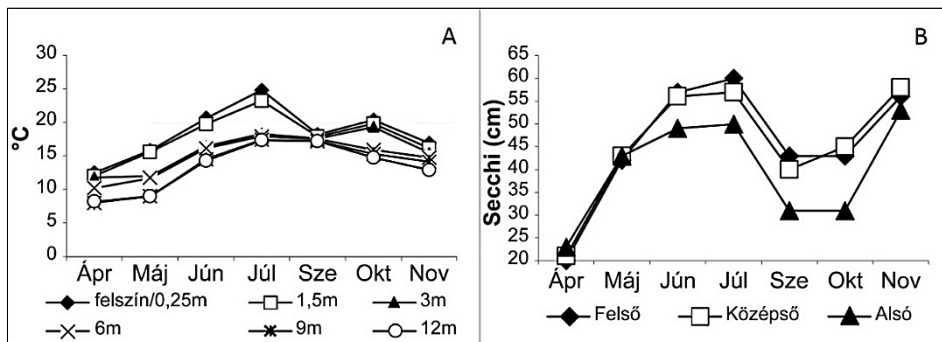 A
30
25
20
15
10
5
0
°C
Ápr Máj Jún Júl Sze Okt Nov
felszín/0,25m 1,5m 3m
6m 9m 12m
B
65
60
55
50
45
40
35
30
25
20
Secchi (cm)
Ápr Máj Jún Júl Sze Okt Nov
Felső Középső Alsó